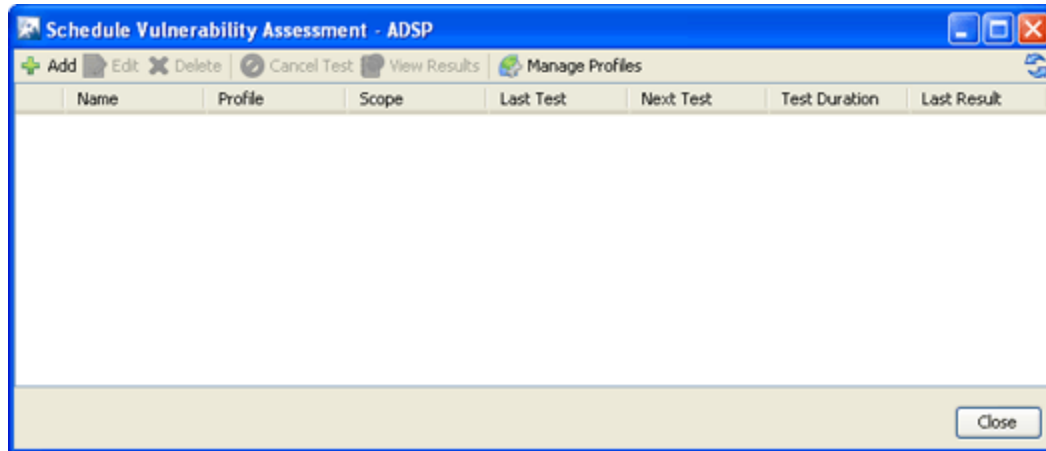 Schedule Vulnerability Assessment - ADSP
Add Edit Delete Cancel Test View Results Manage Profiles
Name Profile Scope Last Test Next Test Test Duration Last Result
Close